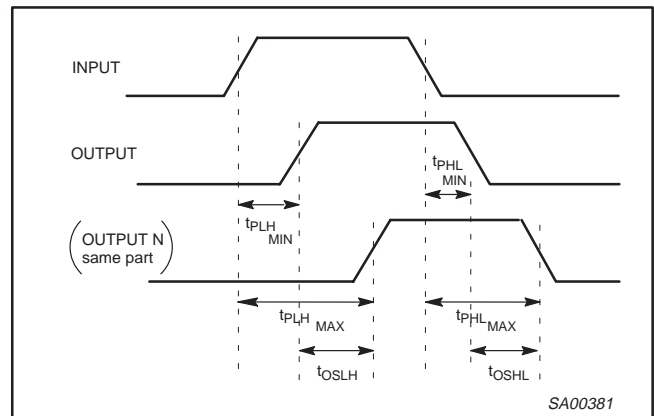 INPUT
OUTPUT
tPHL
MIN
tPLH
MIN
(OUTPUT N
same part)
tPLH
MAX
tPHL
MAX
tOSLH
tOSHL
SA00381